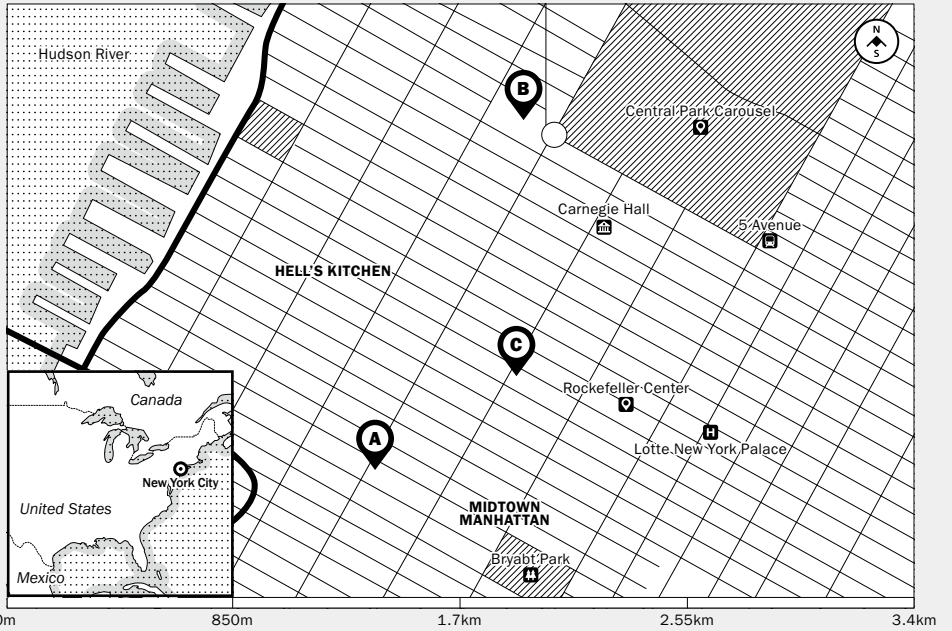 Hudson River
N
S
B
Central Park Carousel
Carnegie Hall
5 Avenue
HELL'S KITCHEN
C
Rockefeller Center
Canada
A
H
Lotte New York Palace
New York City
United States
MIDTOWN
MANHATTAN
Bryabt Park
Mexico
0m
850m
1.7km
2.55km
3.4km